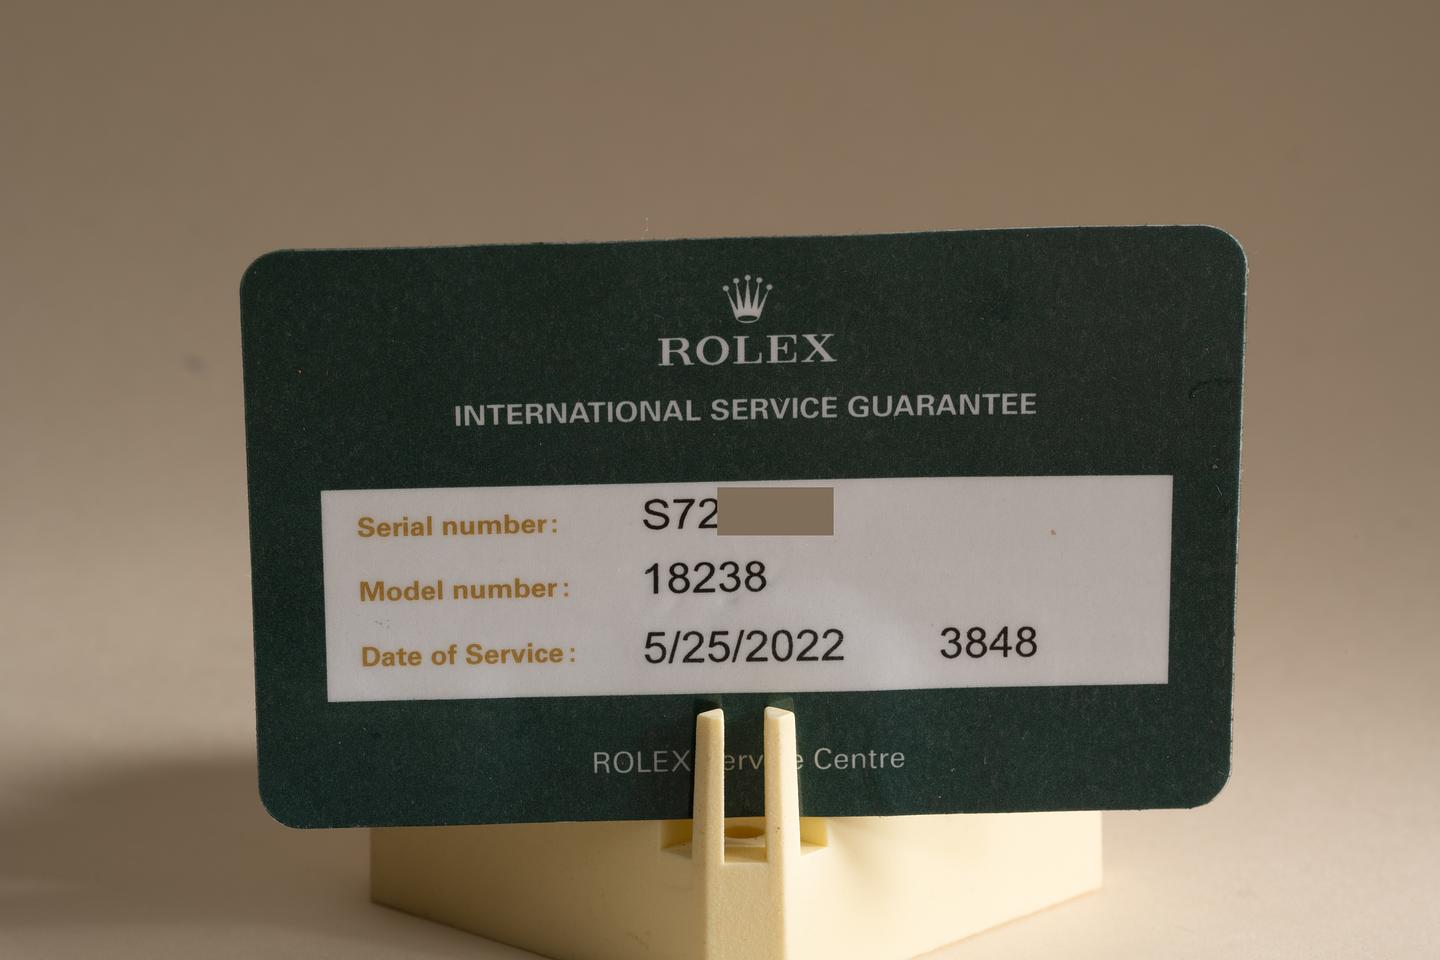 ROLEX
INTERNATIONAL SERVICE GUARANTEE
Serial number: S72
Model number: 18238
Date of Service: 5/25/2022 3848
ROLEX Centre